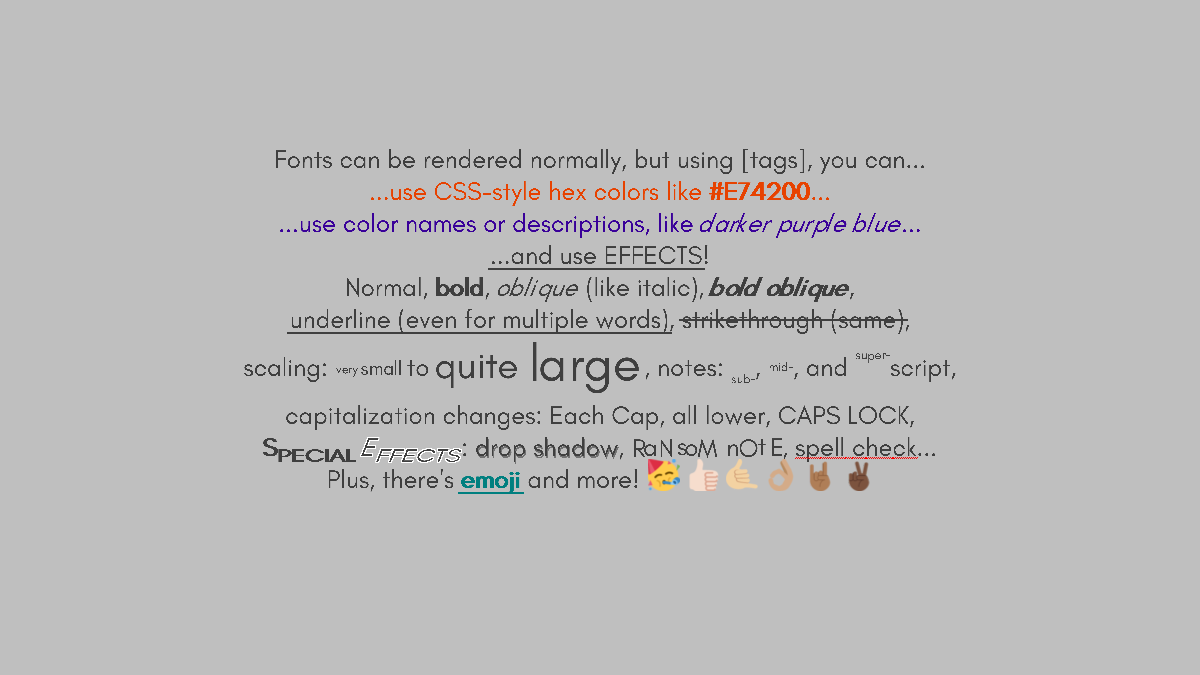 Fonts can be rendered normally, but using [tags], you can...
...use CSS-style hex colors like #E74200...
...use color names or descriptions, like darker purple blue...
...and use EFFECTS!
Normal, bold, oblique (like italic), bold oblique,
underline (even for multiple words), strikethrough (same),
scaling: very small to quite large, notes: sub-, mid-, and super-script,
capitalization changes: Each Cap, all lower, CAPS LOCK,
SPECIAL EFFECTS: drop shadow, RaNsoM nOtE, spell check...
Plus, there's emoji and more! 🥳👍🏻🤙🏼👌🏽🤘🏾✌🏿